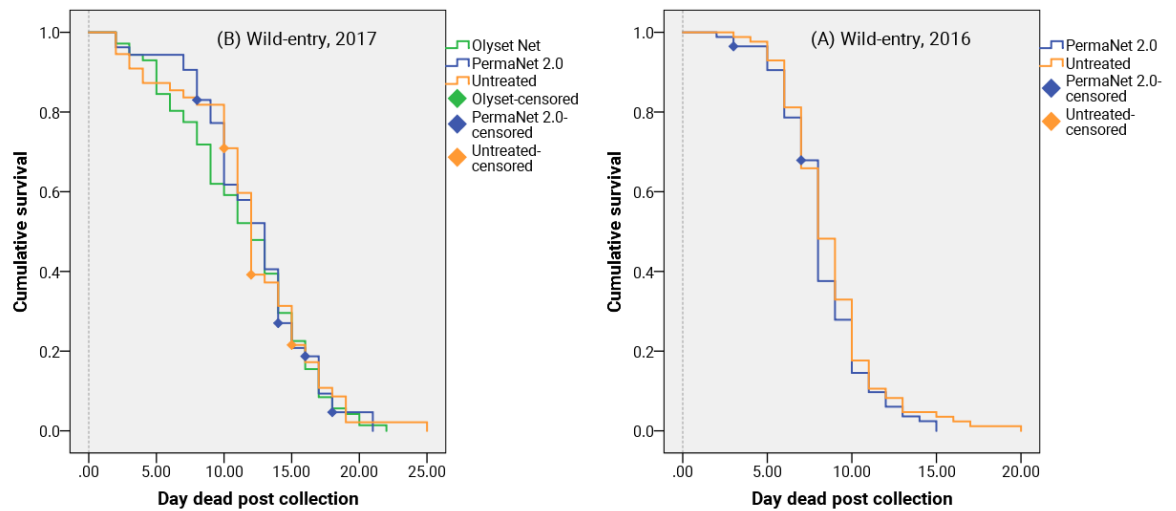 (B) Wild-entry, 2017
Cumulative survival
1.0
0.8
0.6
0.4
0.2
0.0
.00
5.00
10.00
15.00
20.00
25.00
Day dead post collection
Olyset Net
PermaNet 2.0
Untreated
Olyset-censored
PermaNet 2.0-
censored
Untreated-
censored
(A) Wild-entry, 2016
Cumulative survival
1.0
0.8
0.6
0.4
0.2
0.0
.00
5.00
10.00
15.00
20.00
Day dead post collection
PermaNet 2.0
Untreated
PermaNet 2.0-
censored
Untreated-
censored